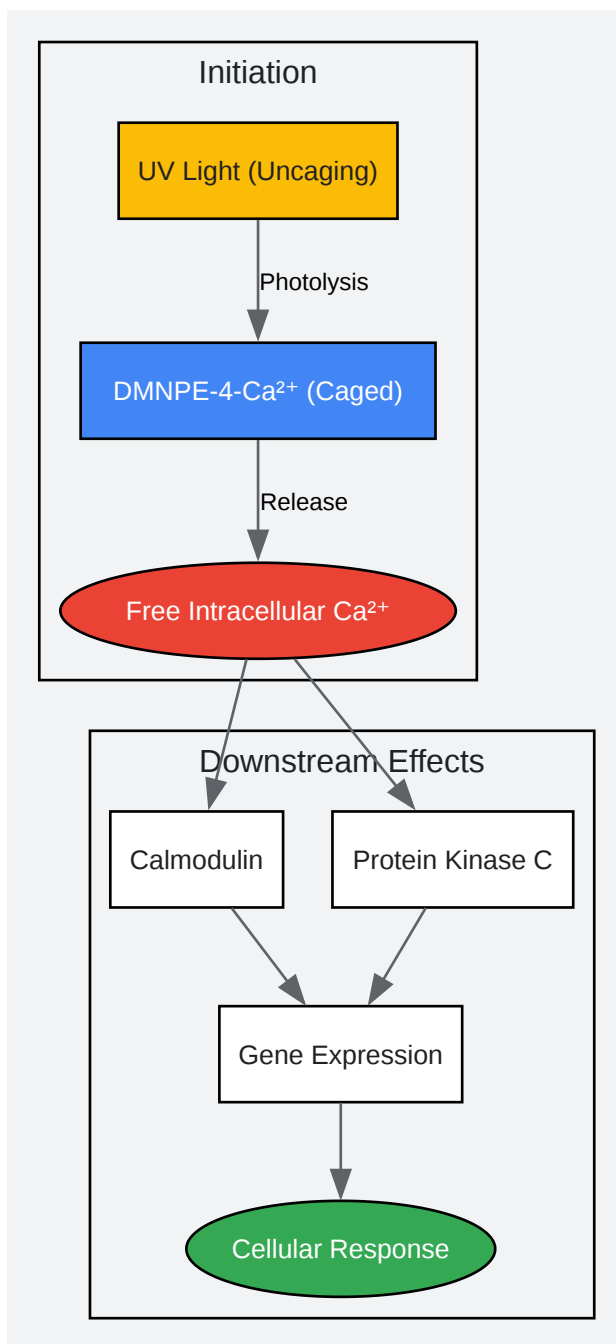 Initiation
UV Light (Uncaging)
Photolysis
DMNPE-4-Ca²⁺ (Caged)
Release
Free Intracellular Ca²⁺
Downstream Effects
Calmodulin
Protein Kinase C
Gene Expression
Cellular Response